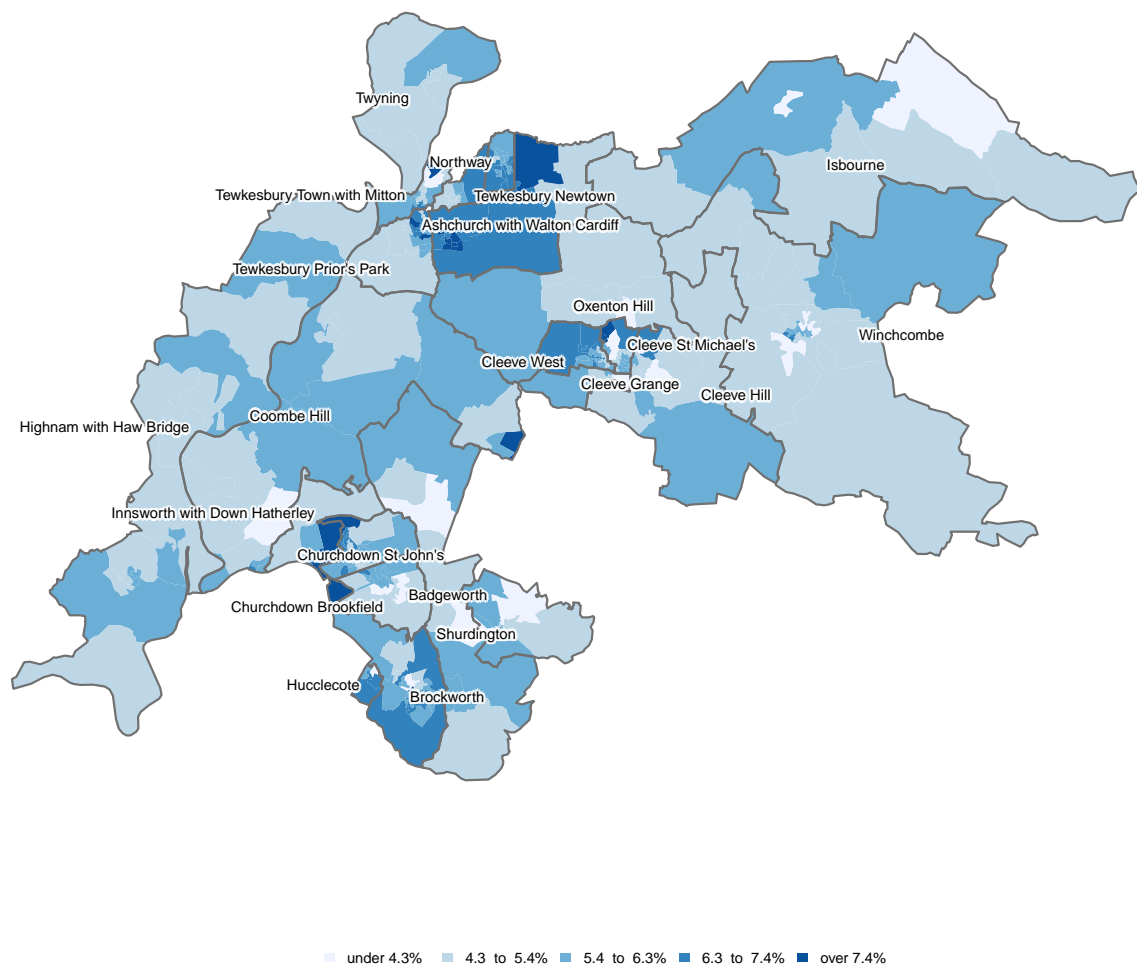 Twyning
Northway
Isbourne
Tewkesbury Town with Mitton
Tewkesbury Newtown
Ashchurch with Walton Cardiff
Tewkesbury Prior's Park
Oxenton Hill
Winchcombe
Cleeve St Michael's
Cleeve West
Cleeve Grange
Cleeve Hill
Coombe Hill
Highnam with Haw Bridge
Innsworth with Down Hatherley
Churchdown St John's
Badgeworth
Churchdown Brookfield
Shurdington
Hucclecote
Brockworth
under 4.3% 4.3 to 5.4% 5.4 to 6.3% 6.3 to 7.4% over 7.4%